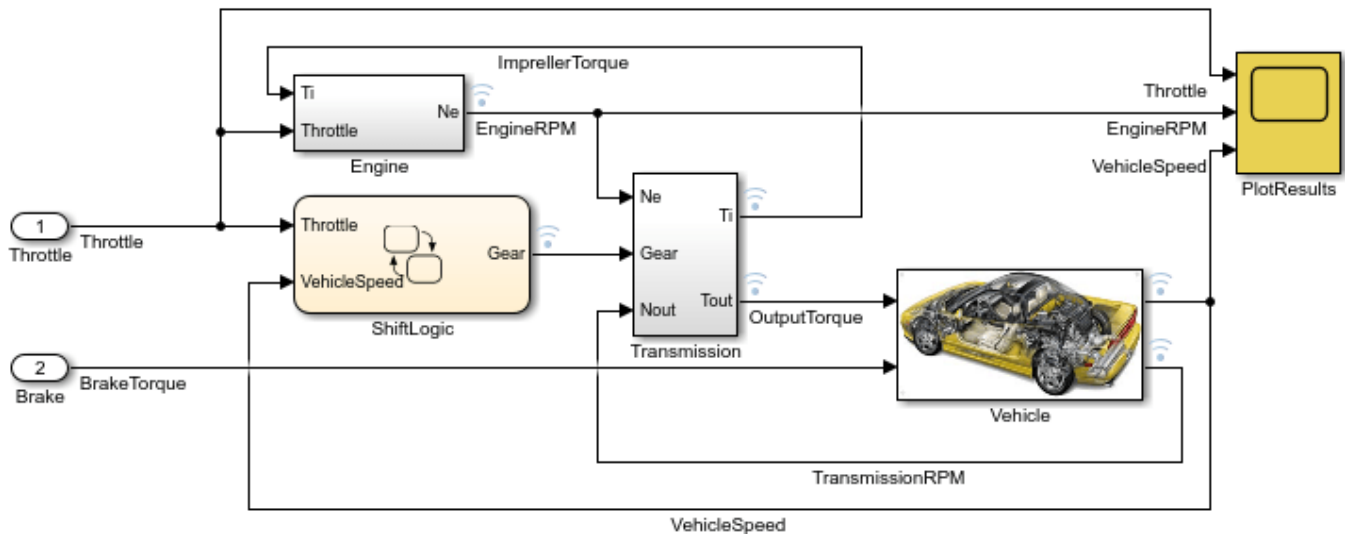 ImprellerTorque
Ti
Throttle
Ne
EngineRPM
Engine
Throttle
EngineRPM
VehicleSpeed
PlotResults
1
Throttle
Throttle
Throttle
VehicleSpeed
Gear
ShiftLogic
Ne
Gear
Nout
Ti
Tout
Transmission
OutputTorque
2
Brake
BrakeTorque
Vehicle
TransmissionRPM
VehicleSpeed